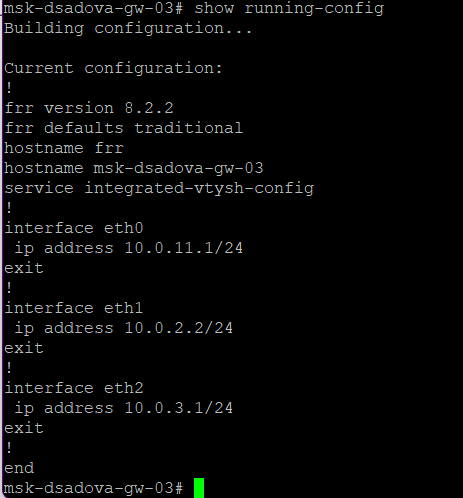 msk-dsadova-gw-03# show running-config
Building configuration...

Current configuration:
!
frr version 8.2.2
frr defaults traditional
hostname frr
hostname msk-dsadova-gw-03
service integrated-vtysh-config
!
interface eth0
 ip address 10.0.11.1/24
exit
!
interface eth1
 ip address 10.0.2.2/24
exit
!
interface eth2
 ip address 10.0.3.1/24
exit
!
end
msk-dsadova-gw-03#